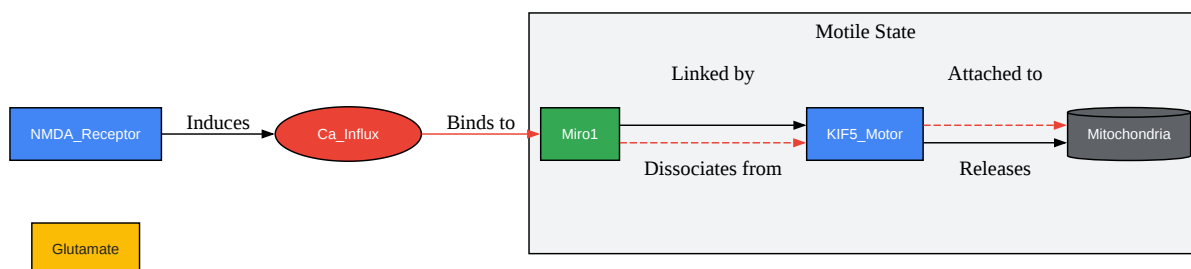 Motile State
Linked by
Attached to
NMDA_Receptor
Induces
Ca_Influx
Binds to
Miro1
KIF5_Motor
Mitochondria
Dissociates from
Releases
Glutamate